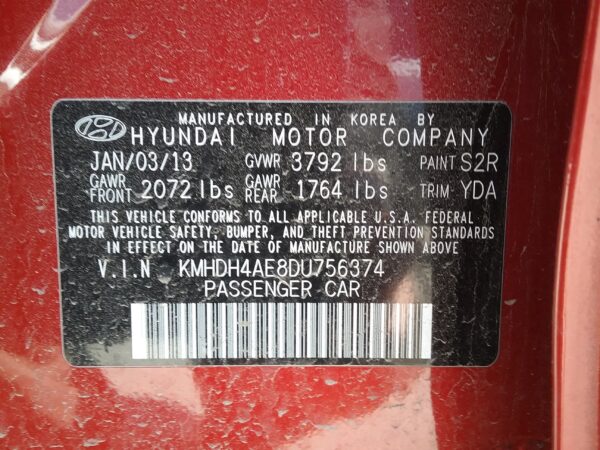 MANUFACTURED IN KOREA BY
HYUNDAI MOTOR COMPANY
JAN/03/13 GVWR 3792 lbs PAINT S2R
GAWR FRONT 2072 lbs GAWR REAR 1764 lbs TRIM YDA
THIS VEHICLE CONFORMS TO ALL APPLICABLE U.S.A. FEDERAL
MOTOR VEHICLE SAFETY, BUMPER, AND THEFT PREVENTION STANDARDS
IN EFFECT ON THE DATE OF MANUFACTURE SHOWN ABOVE
V.I.N KMHDH4AE8DU756374
PASSENGER CAR